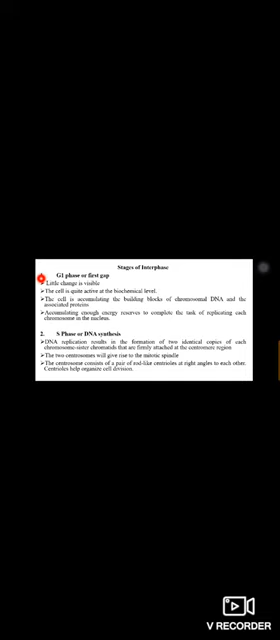 Stages of Interphase
G1 phase or first gap
➢ Little change is visible
➢ The cell is quite active at the biochemical level.
➢ The cell is accumulating the building blocks of chromosomal DNA and the
associated proteins
➢ Accumulating enough energy reserves to complete the task of replicating each
chromosome in the nucleus.
2. S Phase or DNA synthesis
➢ DNA replication results in the formation of two identical copies of each
chromosome-sister chromatids that are firmly attached at the centromere region
➢ The two centrosomes will give rise to the mitotic spindle
➢ The centrosome consists of a pair of rod-like centrioles at right angles to each other.
Centrioles help organize cell division.
V RECORDER